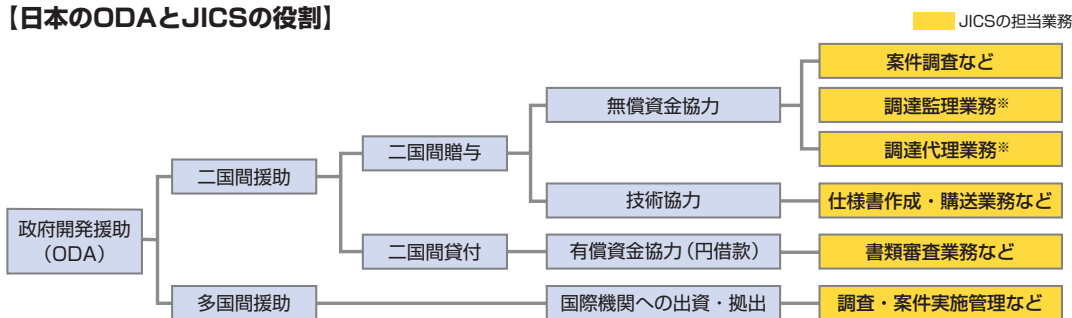 【日本のODAとJICSの役割】
JICSの担当業務
案件調査など
無償資金協力
調達監理業務※
二国間贈与
調達代理業務※
二国間援助
技術協力
仕様書作成・購送業務など
政府開発援助
（ODA）
二国間貸付
有償資金協力（円借款）
書類審査業務など
多国間援助
国際機関への出資・拠出
調査・案件実施管理など